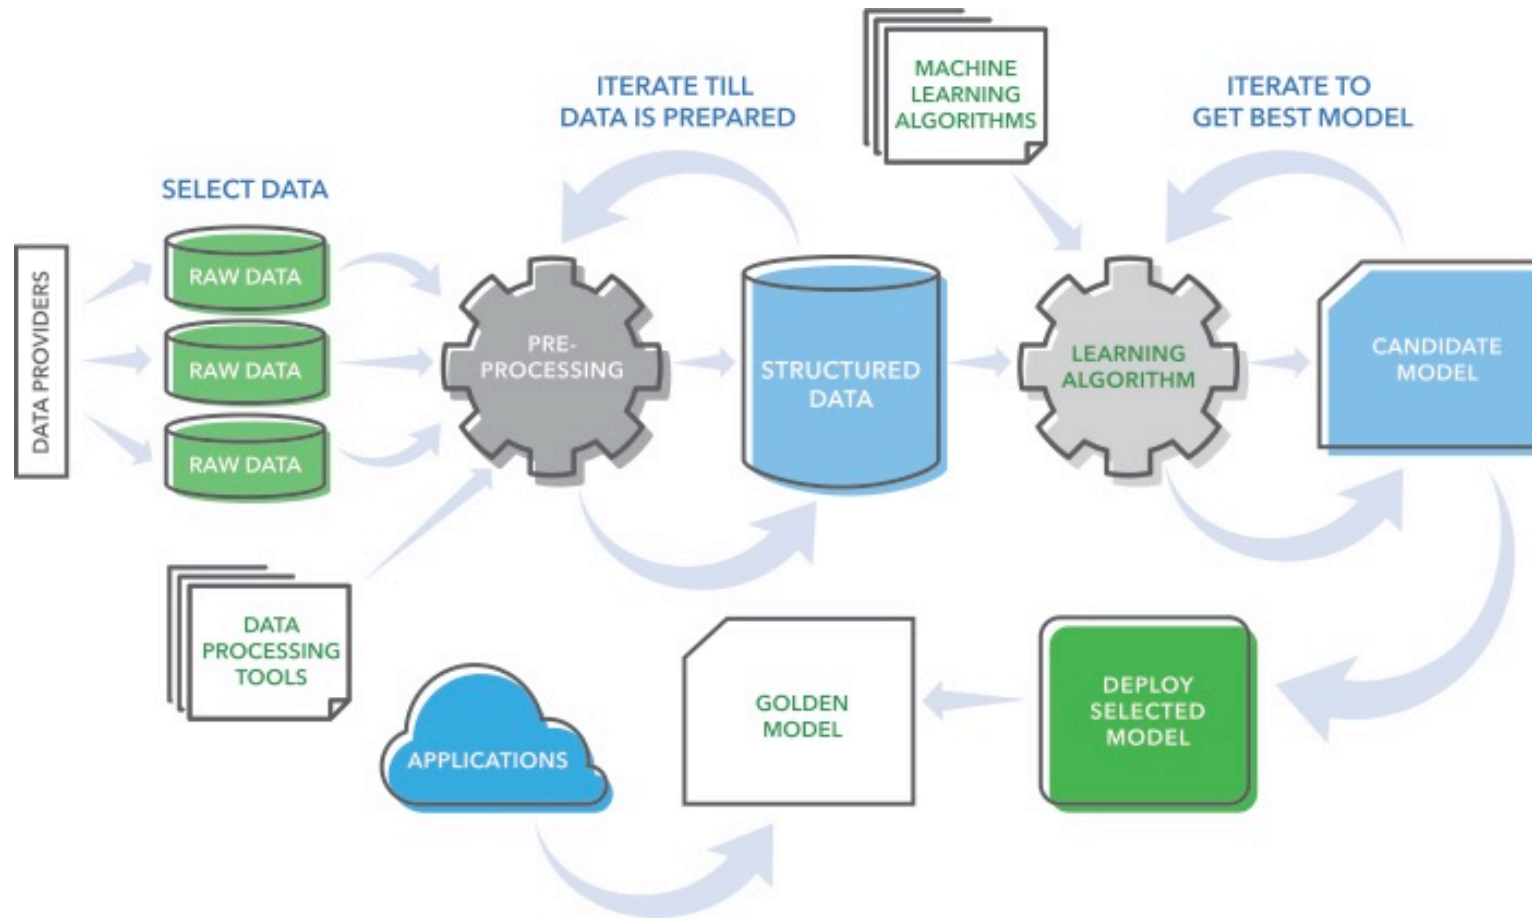 MACHINE
LEARNING
ALGORITHMS
ITERATE TILL
DATA IS PREPARED
ITERATE TO
GET BEST MODEL
SELECT DATA
DATA PROVIDERS
RAW DATA
RAW DATA
RAW DATA
PRE-
PROCESSING
STRUCTURED
DATA
LEARNING
ALGORITHM
CANDIDATE
MODEL
DATA
PROCESSING
TOOLS
APPLICATIONS
GOLDEN
MODEL
DEPLOY
SELECTED
MODEL